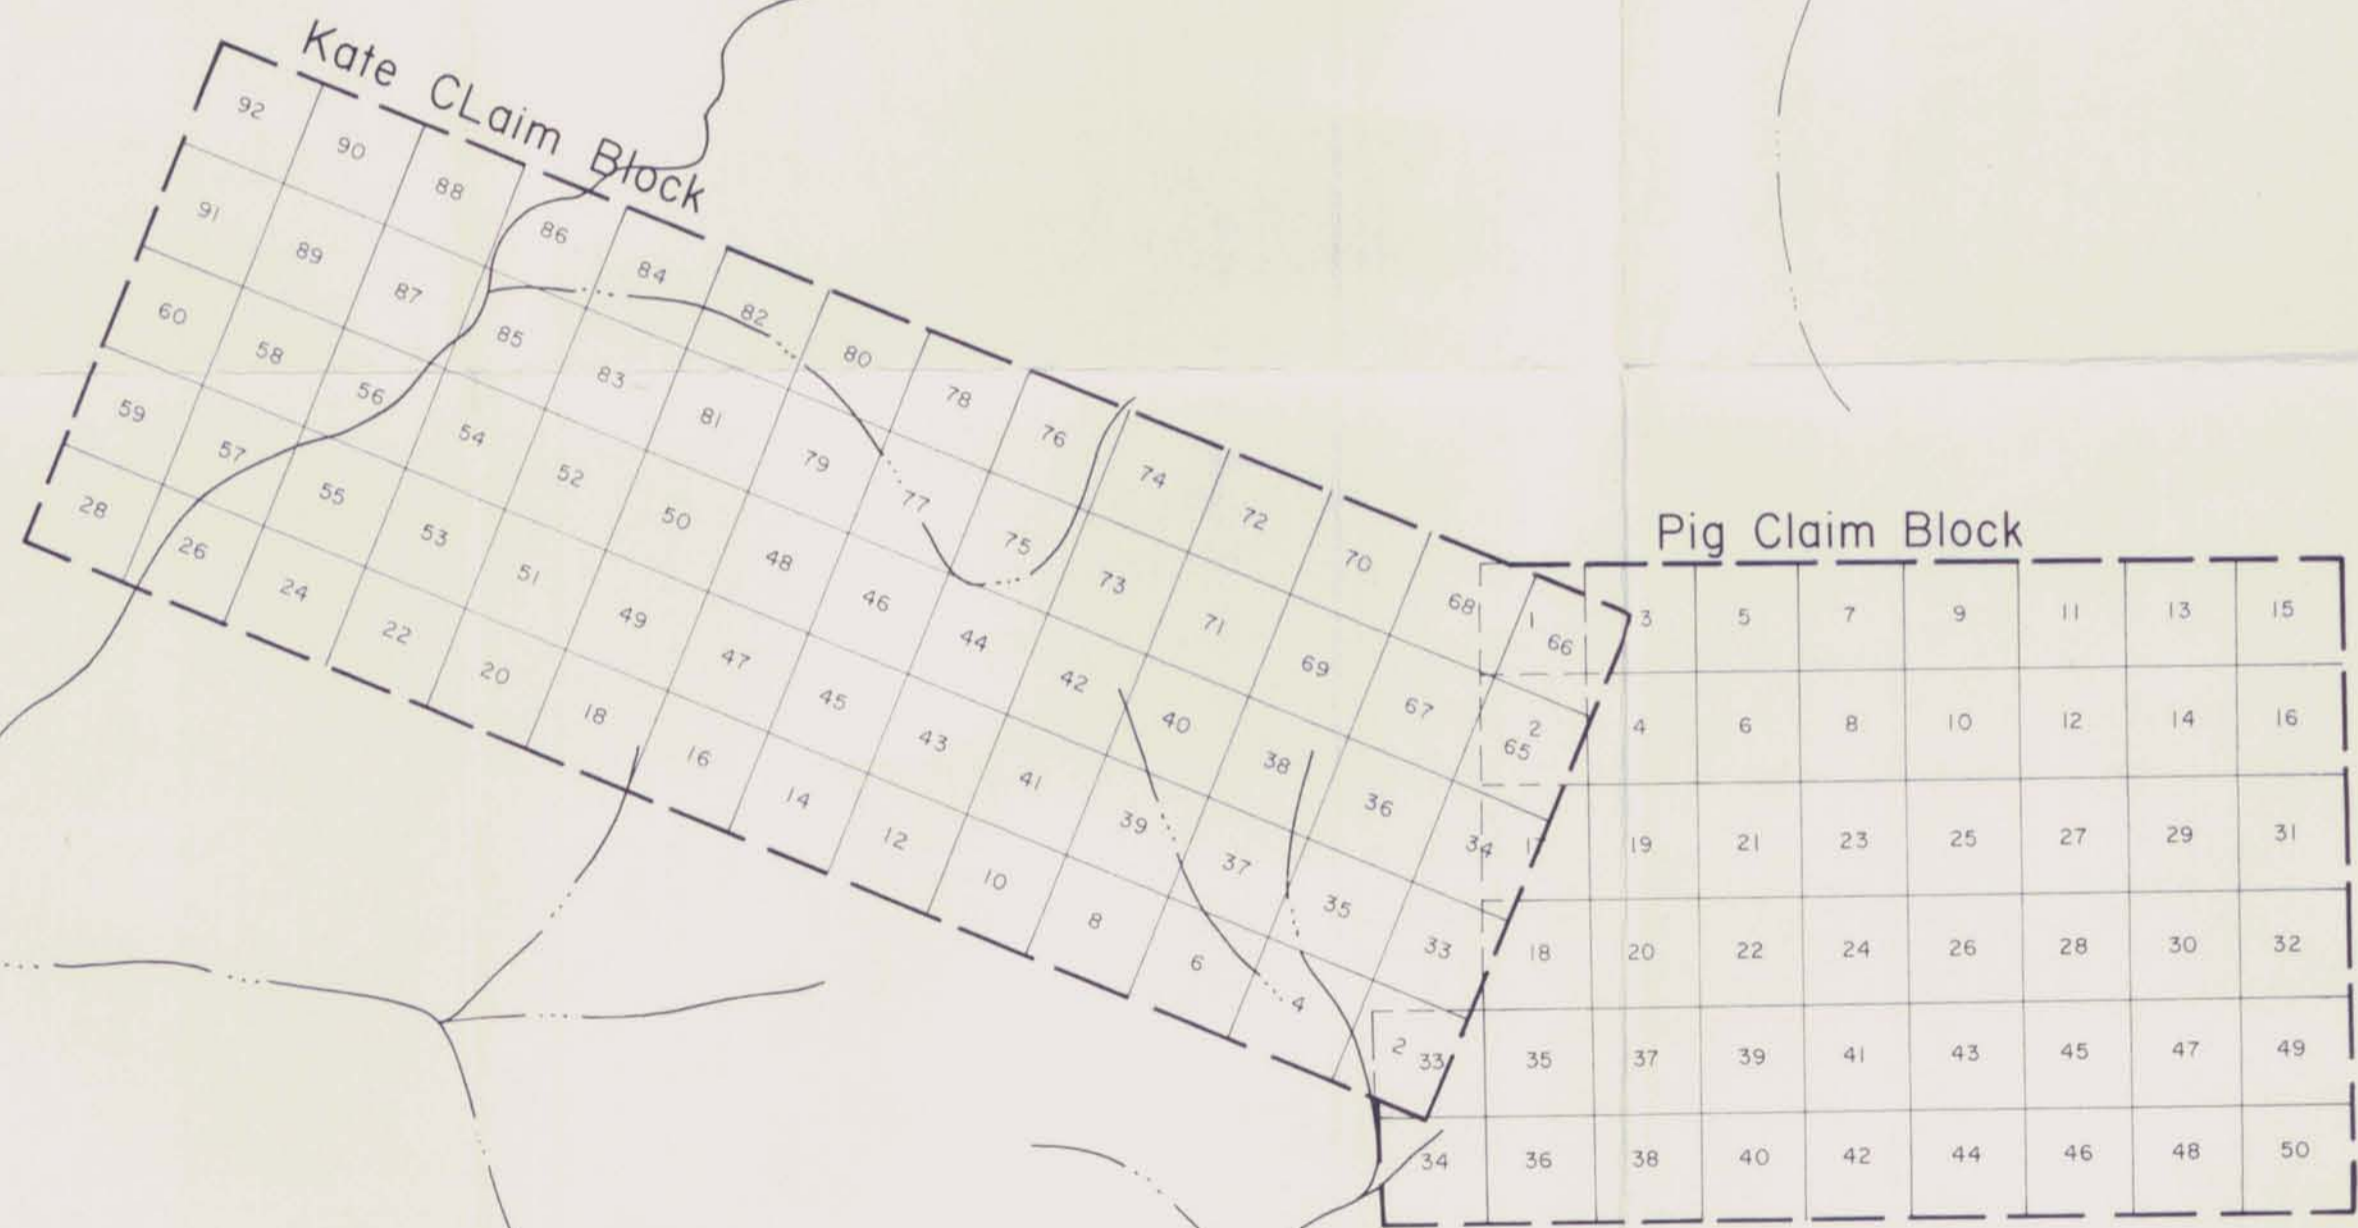 Kate CLaim Block
92 90 88 86 84 82 80 78 76 74 72 70 68 66
91 89 87 85 83 81 79 77 75 73 71 69 67 65
60 58 56 54 52 50 48 46 44 42 40 38 36 34
59 57 55 53 51 49 47 45 43 41 39 37 35 33
28 26 24 22 20 18 16 14 12 10 8 6 4 2
Pig Claim Block
1 3 5 7 9 11 13 15
2 4 6 8 10 12 14 16
17 19 21 23 25 27 29 31
18 20 22 24 26 28 30 32
33 35 37 39 41 43 45 47 49
34 36 38 40 42 44 46 48 50